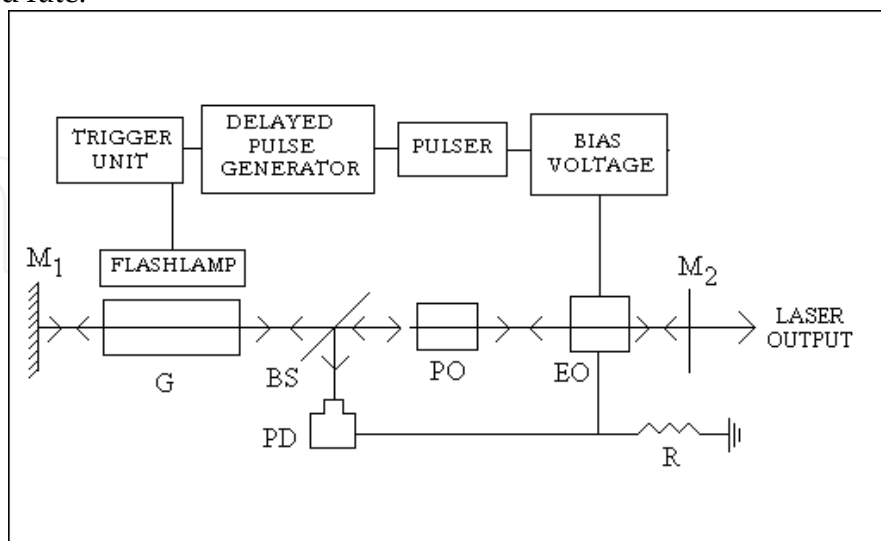 TRIGGER
UNIT
DELAYED
PULSE
GENERATOR
PULSER
BIAS
VOLTAGE
FLASHLAMP
M1
M2
LASER
OUTPUT
G
BS
PO
EO
PD
R